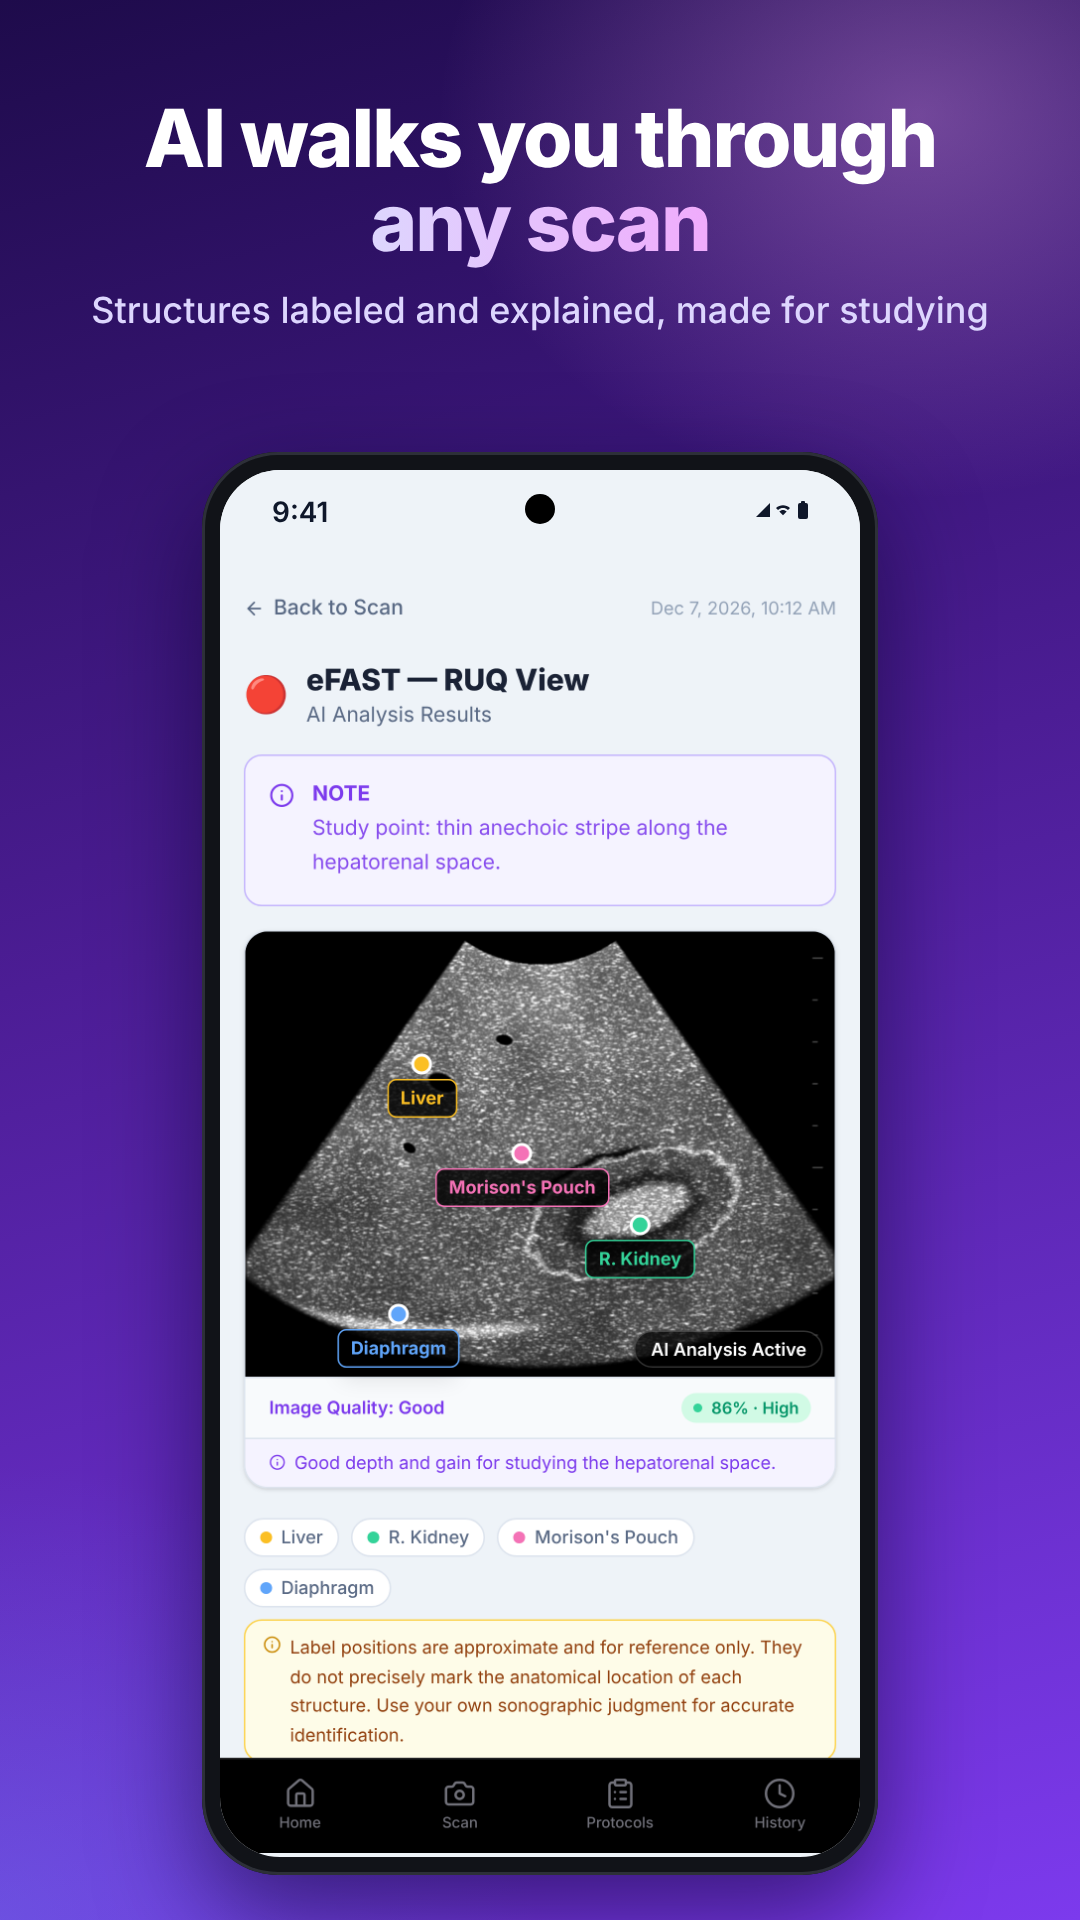 AI walks you through
any scan
Structures labeled and explained, made for studying
9:41
Back to Scan
Dec 7, 2026, 10:12 AM
eFAST — RUQ View
AI Analysis Results
NOTE
Study point: thin anechoic stripe along the
hepatorenal space.
Liver
Morison's Pouch
R. Kidney
Diaphragm
AI Analysis Active
Image Quality: Good
86% · High
Good depth and gain for studying the hepatorenal space.
Liver
R. Kidney
Morison's Pouch
Diaphragm
Label positions are approximate and for reference only. They
do not precisely mark the anatomical location of each
structure. Use your own sonographic judgment for accurate
identification.
Home
Scan
Protocols
History